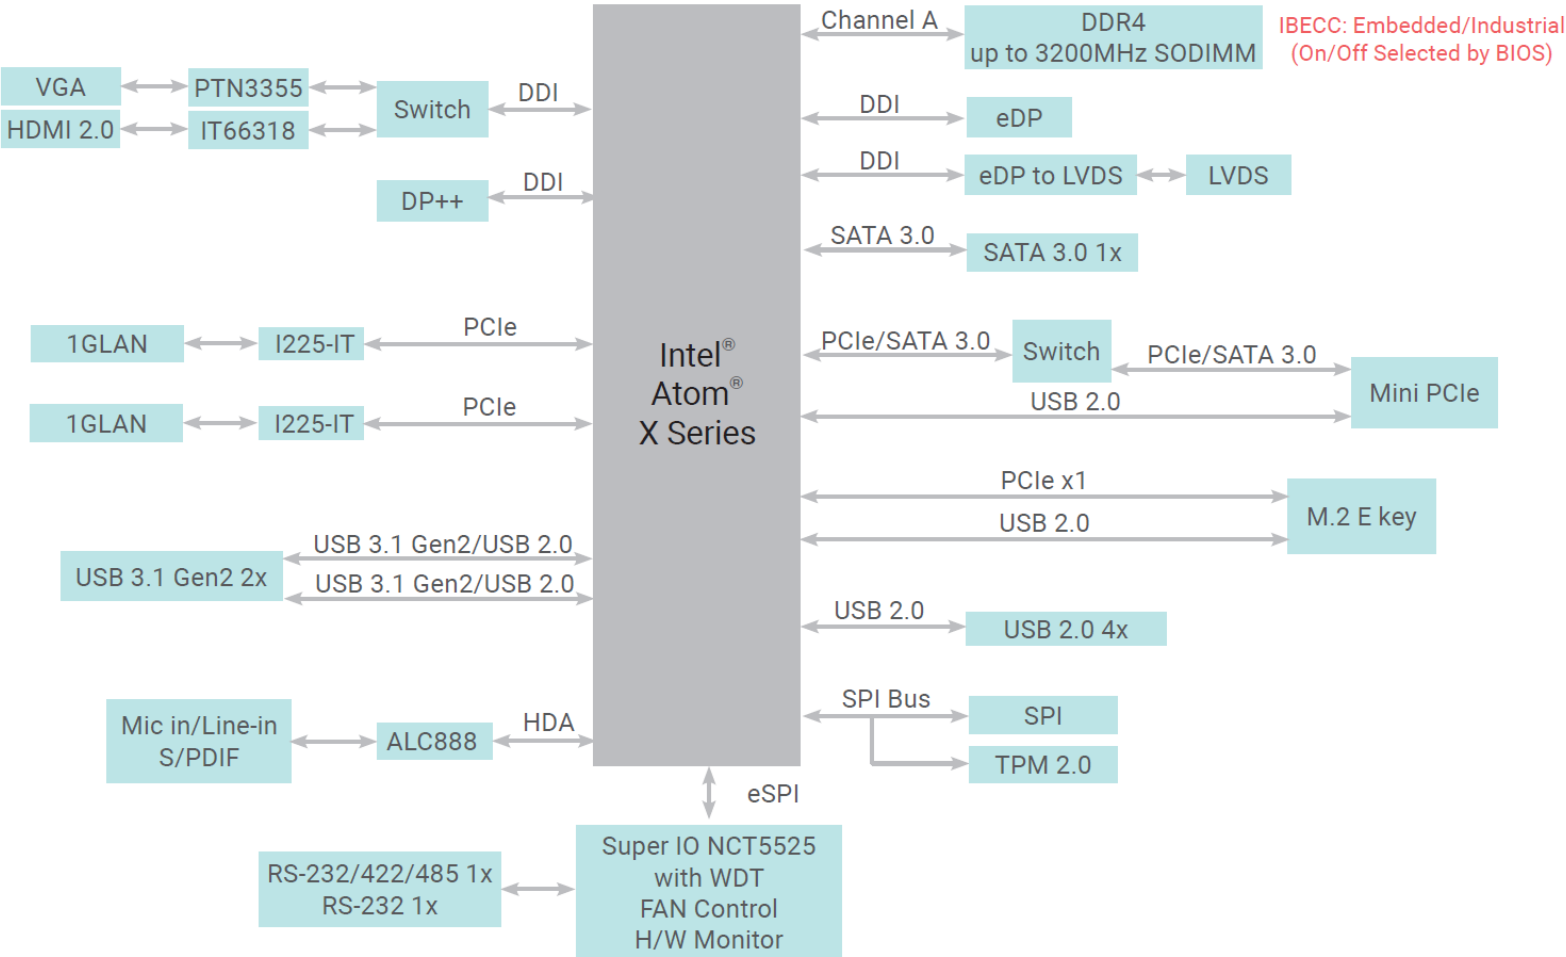 Channel A
DDR4
up to 3200MHz SODIMM
IBECC: Embedded/Industrial
(On/Off Selected by BIOS)
VGA
PTN3355
HDMI 2.0
IT66318
Switch
DDI
DDI
eDP
DDI
eDP to LVDS
LVDS
DP++
DDI
SATA 3.0
SATA 3.0 1x
1GLAN
I225-IT
PCIe
1GLAN
I225-IT
PCIe
Intel®
Atom®
X Series
PCIe/SATA 3.0
Switch
PCIe/SATA 3.0
Mini PCIe
USB 2.0
PCIe x1
USB 2.0
M.2 E key
USB 3.1 Gen2 2x
USB 3.1 Gen2/USB 2.0
USB 3.1 Gen2/USB 2.0
USB 2.0
USB 2.0 4x
Mic in/Line-in
S/PDIF
ALC888
HDA
SPI Bus
SPI
TPM 2.0
eSPI
RS-232/422/485 1x
RS-232 1x
Super IO NCT5525
with WDT
FAN Control
H/W Monitor